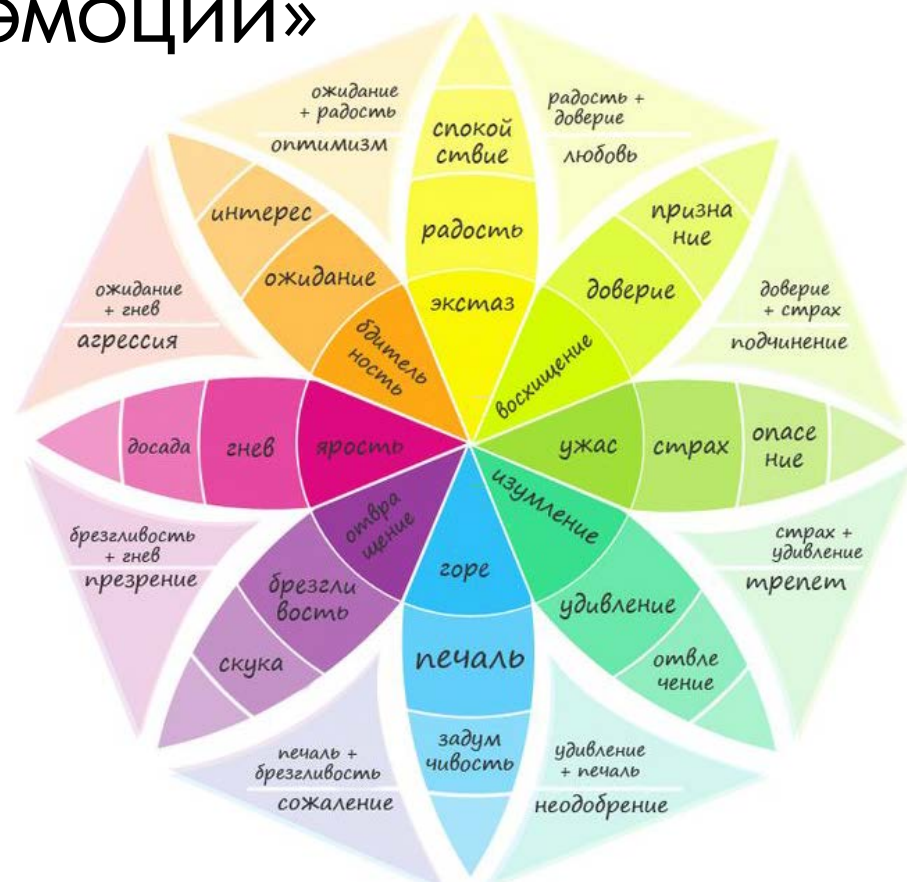 ЭМОЦИИ»
ожидание
+ радость
оптимизм
радость +
доверие
любовь
спокой
ствие
радость
экстаз
интерес
ожидание
бдитель
ность
призна
ние
доверие
восхищение
ожидание
+ гнев
агрессия
доверие
+ страх
подчинение
досада
гнев
ярость
ужас
страх
опасе
ние
брезгливость
+ гнев
презрение
отвра
щение
брезгли
вость
скука
горе
печаль
задум
чивость
изумление
удивление
отвле
чение
страх +
удивление
трепет
печаль +
брезгливость
сожаление
удивление
+ печаль
неодобрение